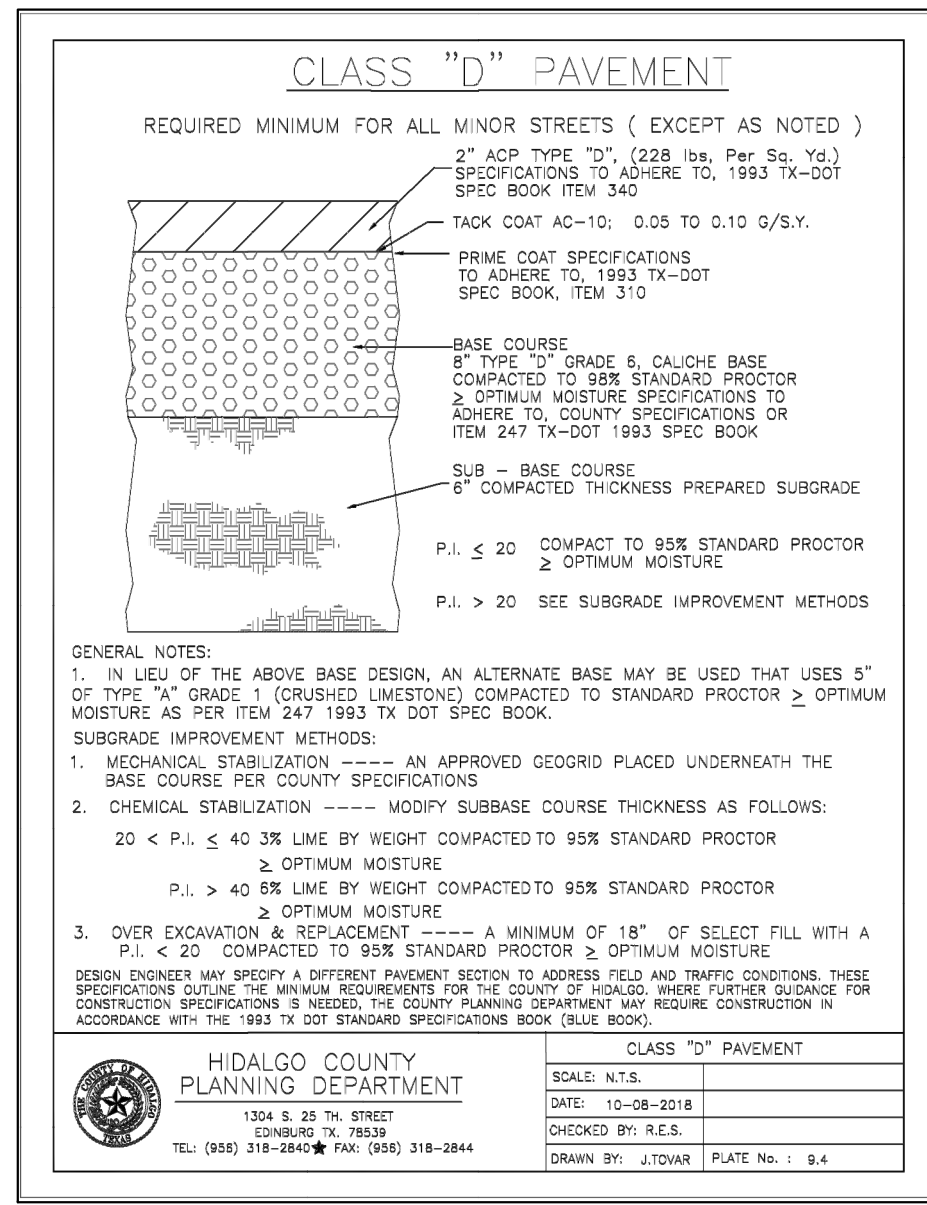 CLASS "D" PAVEMENT
REQUIRED MINIMUM FOR ALL MINOR STREETS ( EXCEPT AS NOTED )
2" ACP TYPE "D", (228 lbs, Per Sq. Yd.)
SPECIFICATIONS TO ADHERE TO, 1993 TX-DOT
SPEC BOOK ITEM 340
TACK COAT AC-10; 0.05 TO 0.10 G/S.Y.
PRIME COAT SPECIFICATIONS
TO ADHERE TO, 1993 TX-DOT
SPEC BOOK, ITEM 310
BASE COURSE
8" TYPE "D" GRADE 6, CALICHE BASE
COMPACTED TO 98% STANDARD PROCTOR
≥ OPTIMUM MOISTURE SPECIFICATIONS TO
ADHERE TO, COUNTY SPECIFICATIONS OR
ITEM 247 TX-DOT 1993 SPEC BOOK
SUB - BASE COURSE
6" COMPACTED THICKNESS PREPARED SUBGRADE
P.I. ≤ 20 COMPACT TO 95% STANDARD PROCTOR
≥ OPTIMUM MOISTURE
P.I. > 20 SEE SUBGRADE IMPROVEMENT METHODS
GENERAL NOTES:
1. IN LIEU OF THE ABOVE BASE DESIGN, AN ALTERNATE BASE MAY BE USED THAT USES 5"
OF TYPE "A" GRADE 1 (CRUSHED LIMESTONE) COMPACTED TO STANDARD PROCTOR ≥ OPTIMUM
MOISTURE AS PER ITEM 247 1993 TX DOT SPEC BOOK.
SUBGRADE IMPROVEMENT METHODS:
1. MECHANICAL STABILIZATION ---- AN APPROVED GEOGRID PLACED UNDERNEATH THE
BASE COURSE PER COUNTY SPECIFICATIONS
2. CHEMICAL STABILIZATION ---- MODIFY SUBBASE COURSE THICKNESS AS FOLLOWS:
20 < P.I. ≤ 40 3% LIME BY WEIGHT COMPACTED TO 95% STANDARD PROCTOR
≥ OPTIMUM MOISTURE
P.I. > 40 6% LIME BY WEIGHT COMPACTED TO 95% STANDARD PROCTOR
≥ OPTIMUM MOISTURE
3. OVER EXCAVATION & REPLACEMENT ---- A MINIMUM OF 18" OF SELECT FILL WITH A
P.I. < 20 COMPACTED TO 95% STANDARD PROCTOR ≥ OPTIMUM MOISTURE
DESIGN ENGINEER MAY SPECIFY A DIFFERENT PAVEMENT SECTION TO ADDRESS FIELD AND TRAFFIC CONDITIONS. THESE
SPECIFICATIONS OUTLINE THE MINIMUM REQUIREMENTS FOR THE COUNTY OF HIDALGO. WHERE FURTHER GUIDANCE FOR
CONSTRUCTION SPECIFICATIONS IS NEEDED, THE COUNTY PLANNING DEPARTMENT MAY REQUIRE CONSTRUCTION IN
ACCORDANCE WITH THE 1993 TX DOT STANDARD SPECIFICATIONS BOOK (BLUE BOOK).
THE COUNTY OF HIDALGO
TEXAS
HIDALGO COUNTY
PLANNING DEPARTMENT
1304 S. 25 TH. STREET
EDINBURG TX. 78539
TEL: (956) 318-2840★ FAX: (956) 318-2844
CLASS "D" PAVEMENT
SCALE: N.T.S.
DATE: 10-08-2018
CHECKED BY: R.E.S.
DRAWN BY: J.TOVAR PLATE No. : 9.4